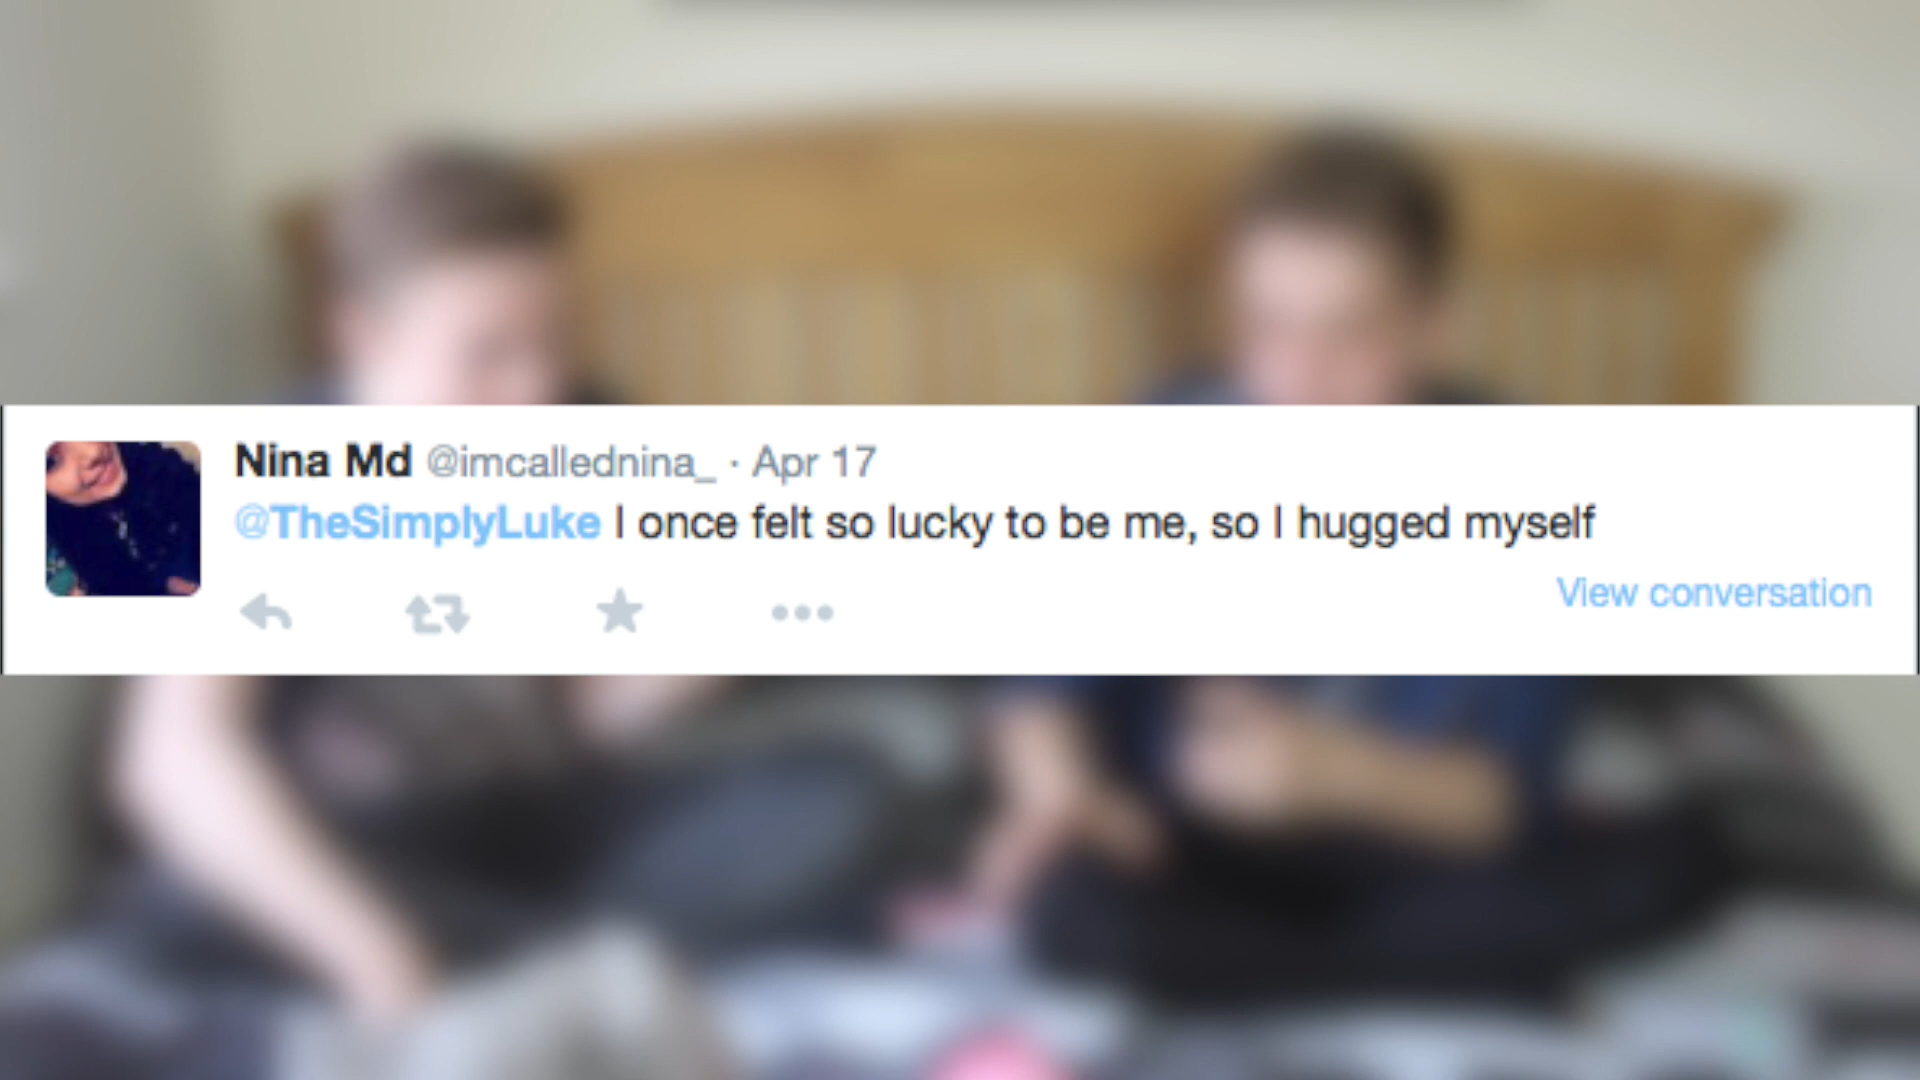 Nina Md @imcallednina_ · Apr 17
@TheSimplyLuke I once felt so lucky to be me, so I hugged myself
View conversation